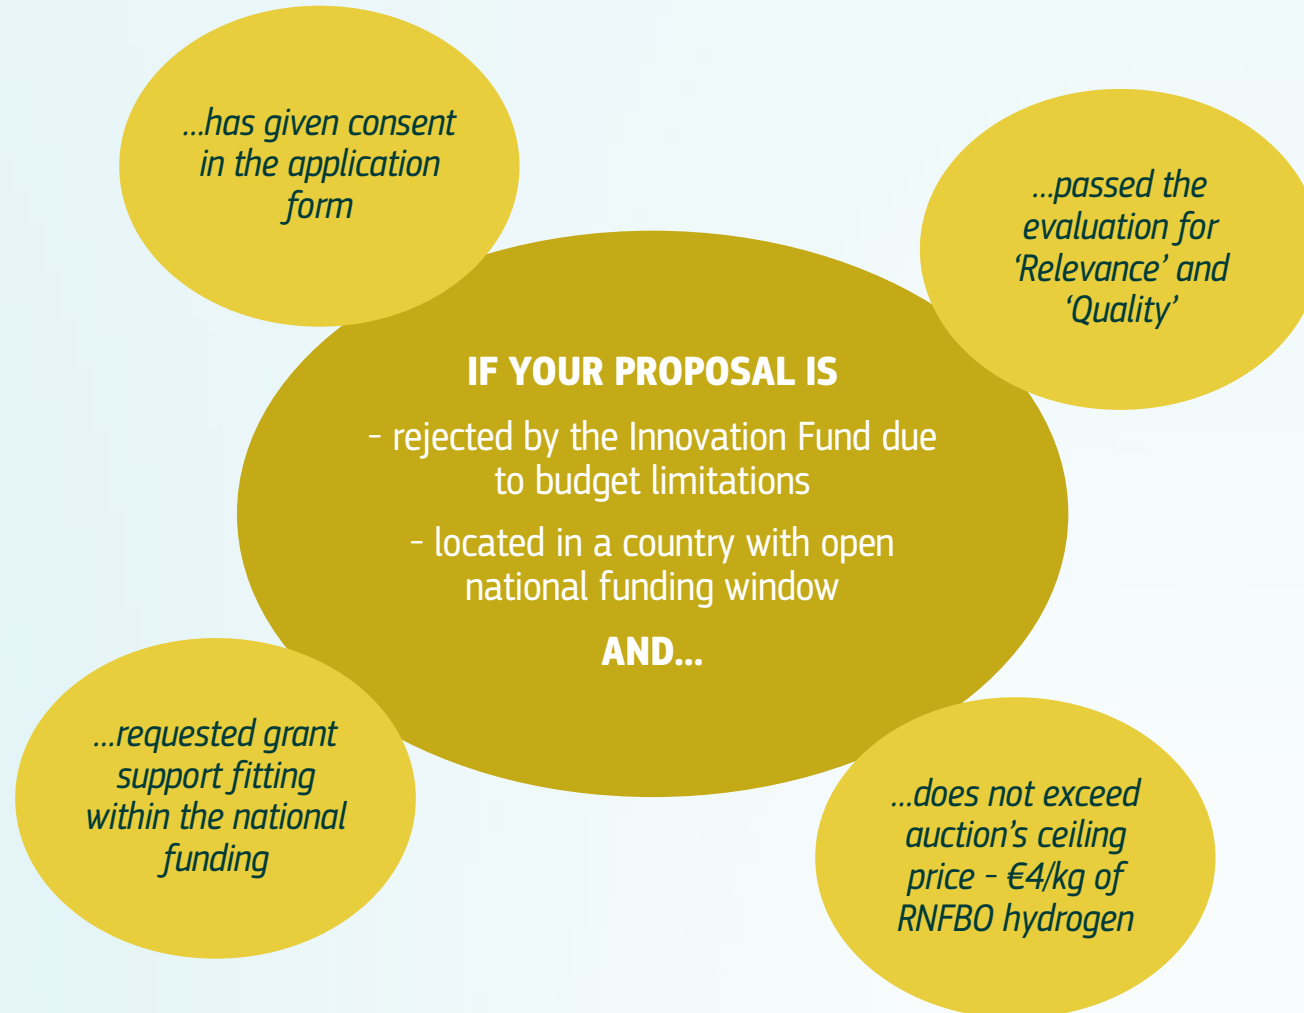 ...has given consent
in the application
form
...passed the
evaluation for
‘Relevance’ and
‘Quality’
IF YOUR PROPOSAL IS
- rejected by the Innovation Fund due
to budget limitations
- located in a country with open
national funding window
AND...
...requested grant
support fitting
within the national
funding
...does not exceed
auction’s ceiling
price - €4/kg of
RNFBO hydrogen